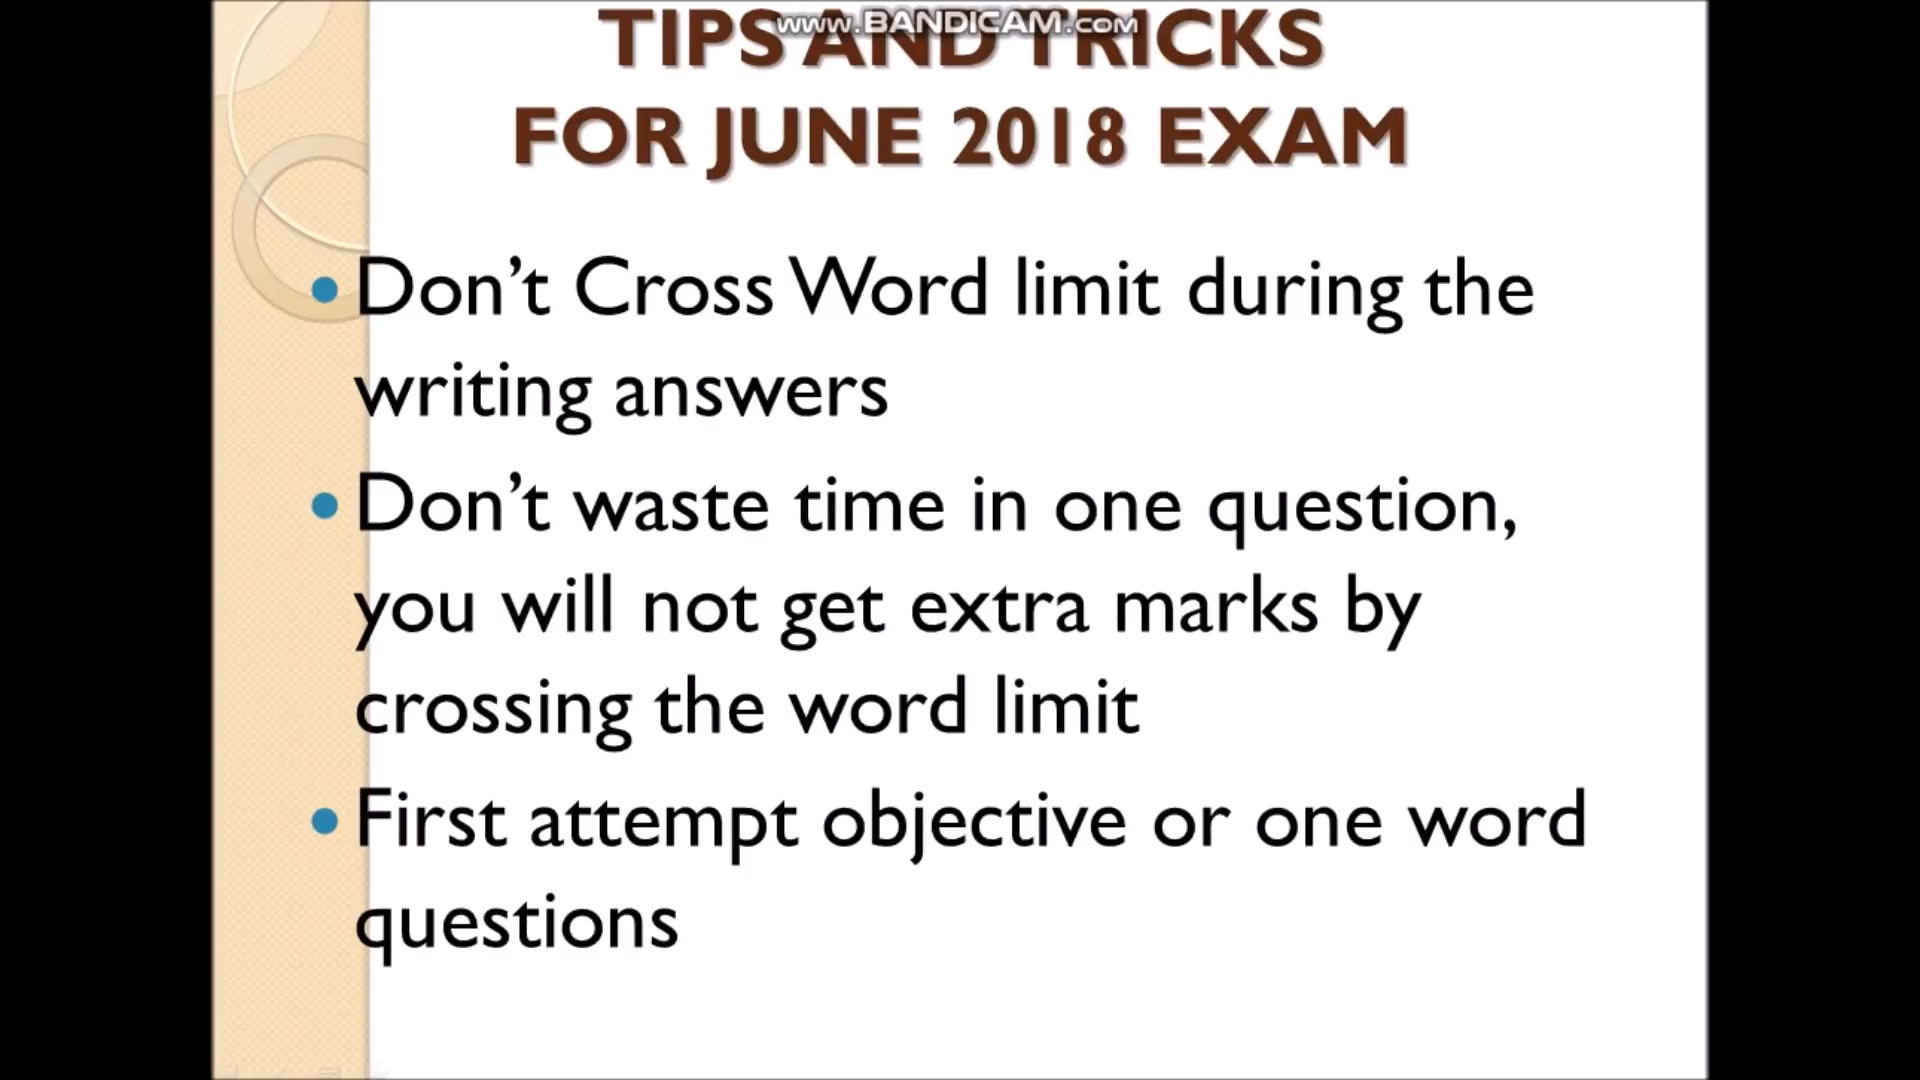 www.BANDICAM.com
TIPS AND TRICKS
FOR JUNE 2018 EXAM
• Don’t Cross Word limit during the
writing answers
• Don’t waste time in one question,
you will not get extra marks by
crossing the word limit
• First attempt objective or one word
questions